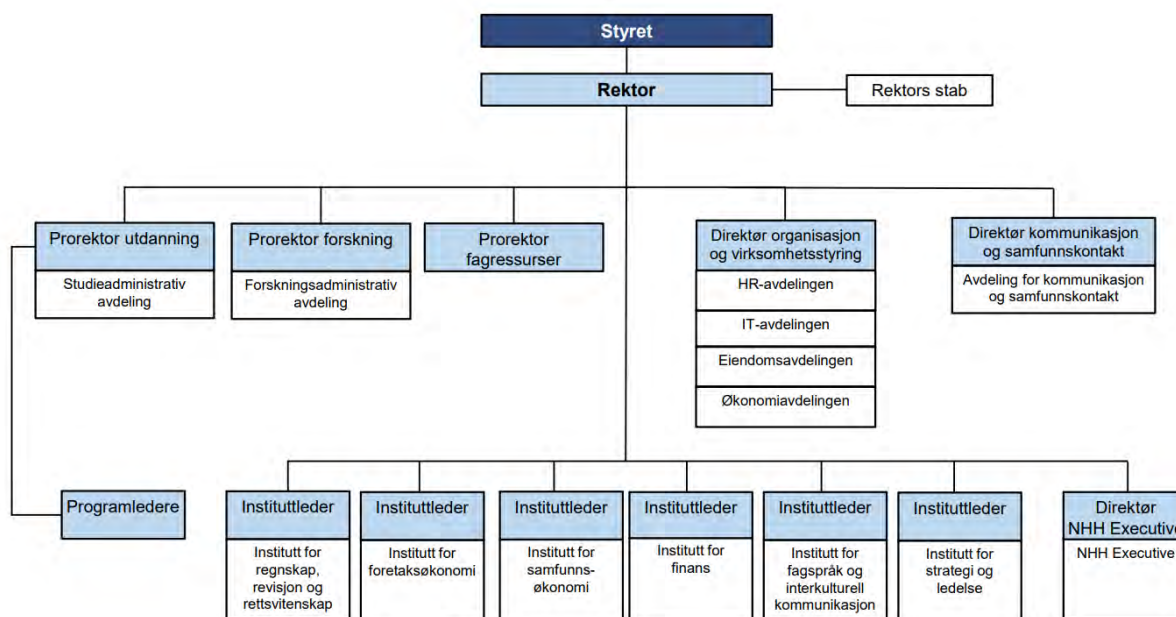 Styret
Rektor
Rektors stab
Prorektor utdanning
Studieadministrativ
avdeling
Prorektor forskning
Forskningsadministrativ
avdeling
Prorektor
fagressurser
Direktør organisasjon
og virksomhetsstyring
HR-avdelingen
IT-avdelingen
Eiendomsavdelingen
Økonomiavdelingen
Direktør kommunikasjon
og samfunnskontakt
Avdeling for kommunikasjon
og samfunnskontakt
Programledere
Instituttleder
Institutt for
regnskap,
revisjon og
rettsvitenskap
Instituttleder
Institutt for
foretaksøkonomi
Instituttleder
Institutt for
samfunns-
økonomi
Instituttleder
Institutt for
finans
Instituttleder
Institutt for
fagspråk og
interkulturell
kommunikasjon
Instituttleder
Institutt for
strategi og
ledelse
Direktør
NHH Executive
NHH Executive